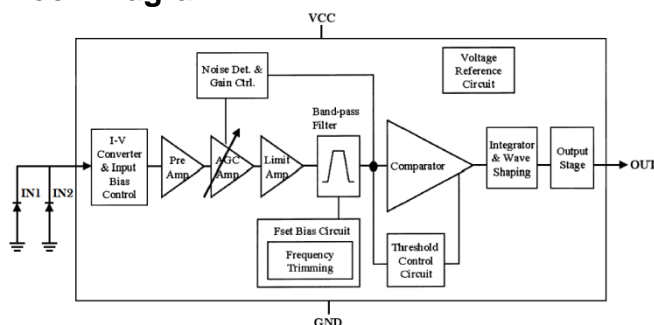 VCC
Noise Det. &
Gain Ctrl.
Voltage
Reference
Circuit
Band-pass
Filter
I-V
Converter
& Input
Bias
Control
Pre
Amp
AGC
Amp
Limit
Amp
Comparator
Integrator
& Wave
Shaping
Output
Stage
OUT
IN1
IN2
Fset Bias Circuit
Frequency
Trimming
Threshold
Control
Circuit
GND